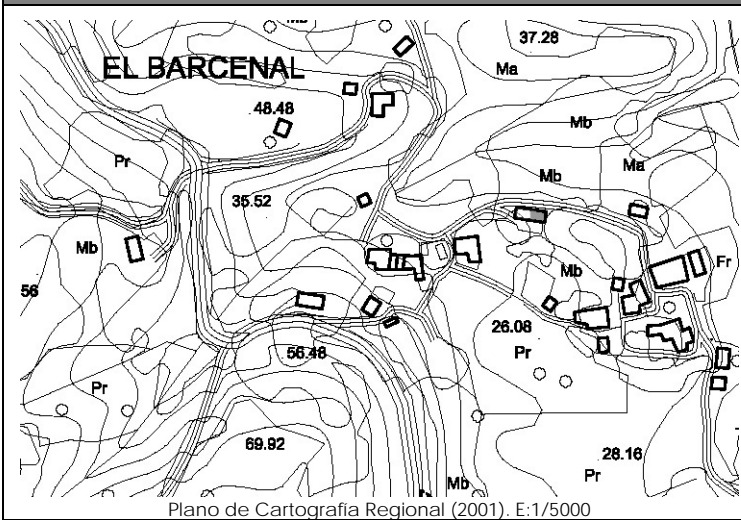 Mb
37.28
EL BARCENAL
Ma
48.48
Mb
Pr
Ma
Mb
35.52
Mb
Mb
Fr
56
26.08
56.48
Pr
Pr
69.92
28.16
Mb
Pr
Plano de Cartografía Regional (2001). E:1/5000